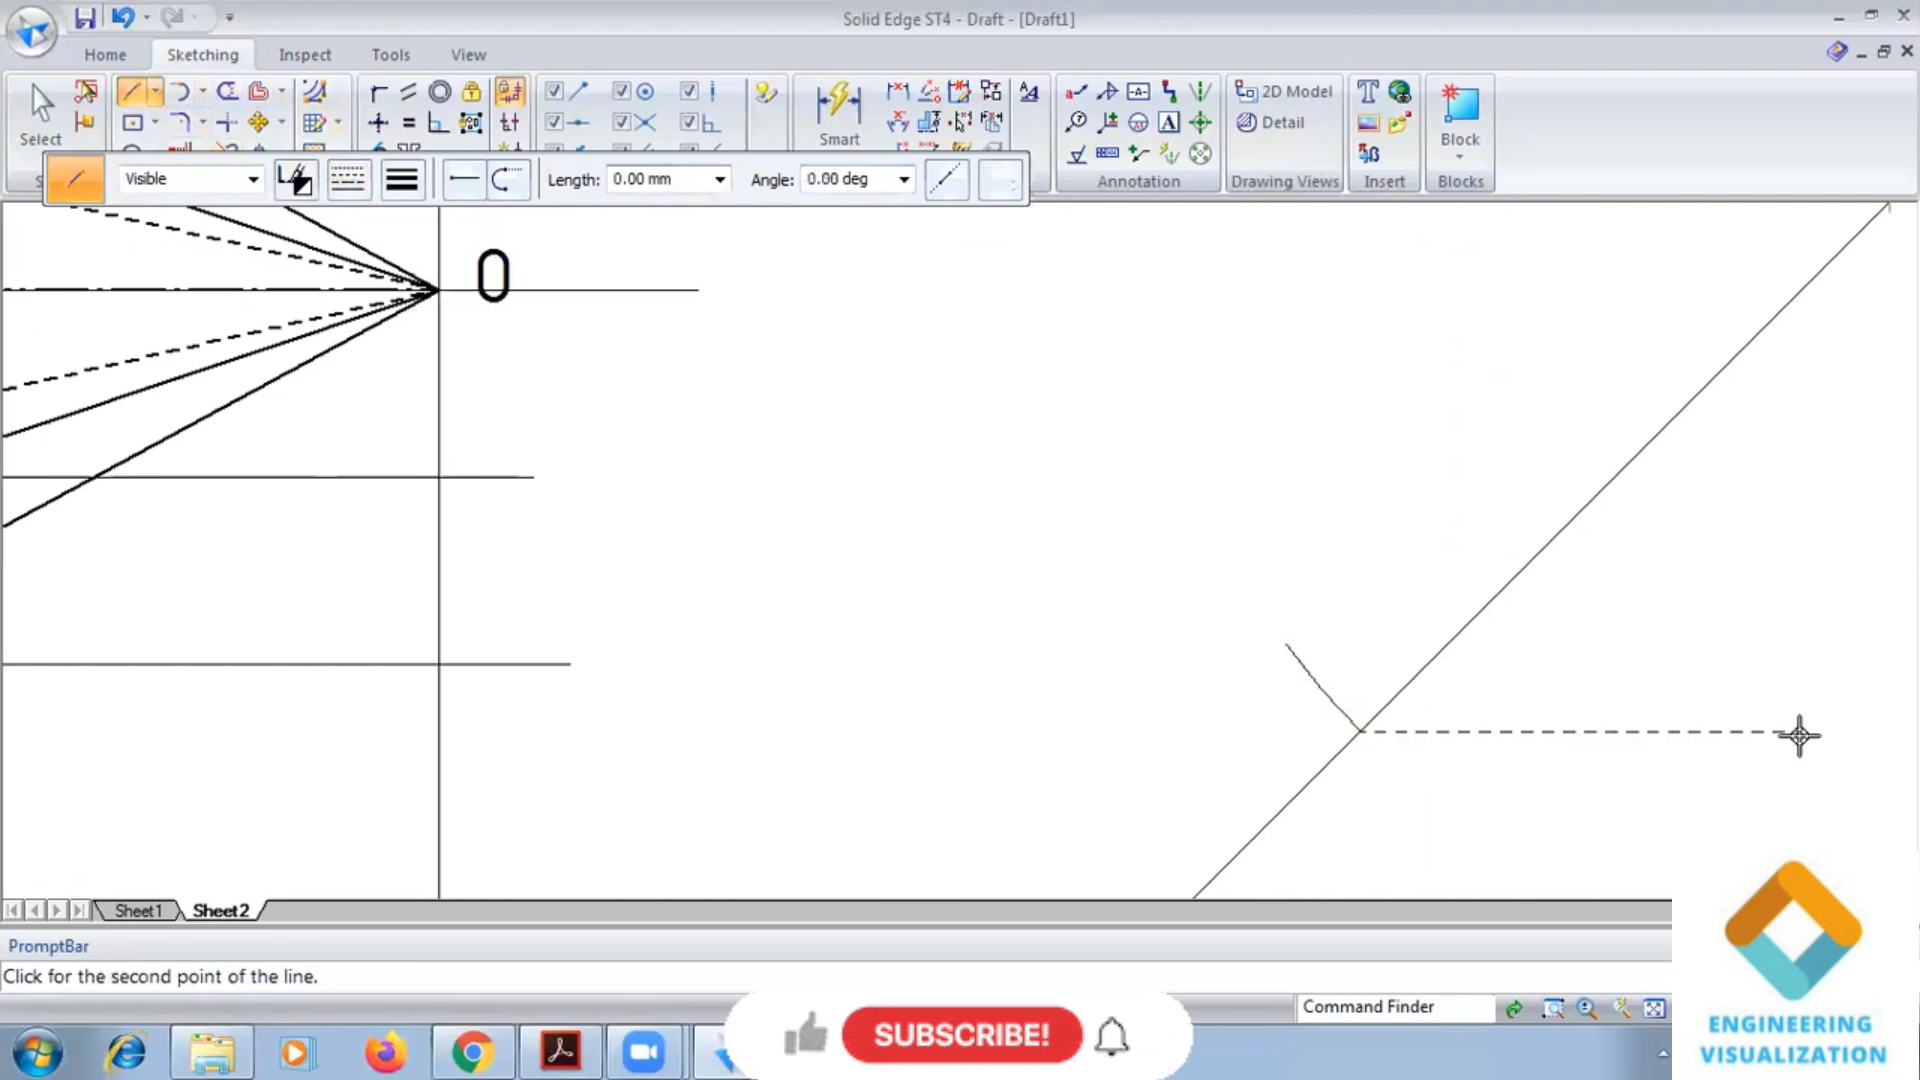 Solid Edge ST4 - Draft - [Draft1]
Home
Sketching
Inspect
Tools
View
Select
Smart
2D Model
Detail
Block
Annotation
Drawing Views
Insert
Blocks
Visible
Length:
0.00 mm
Angle:
0.00 deg
0
Sheet1
Sheet2
PromptBar
Click for the second point of the line.
Command Finder
SUBSCRIBE!
ENGINEERING
VISUALIZATION